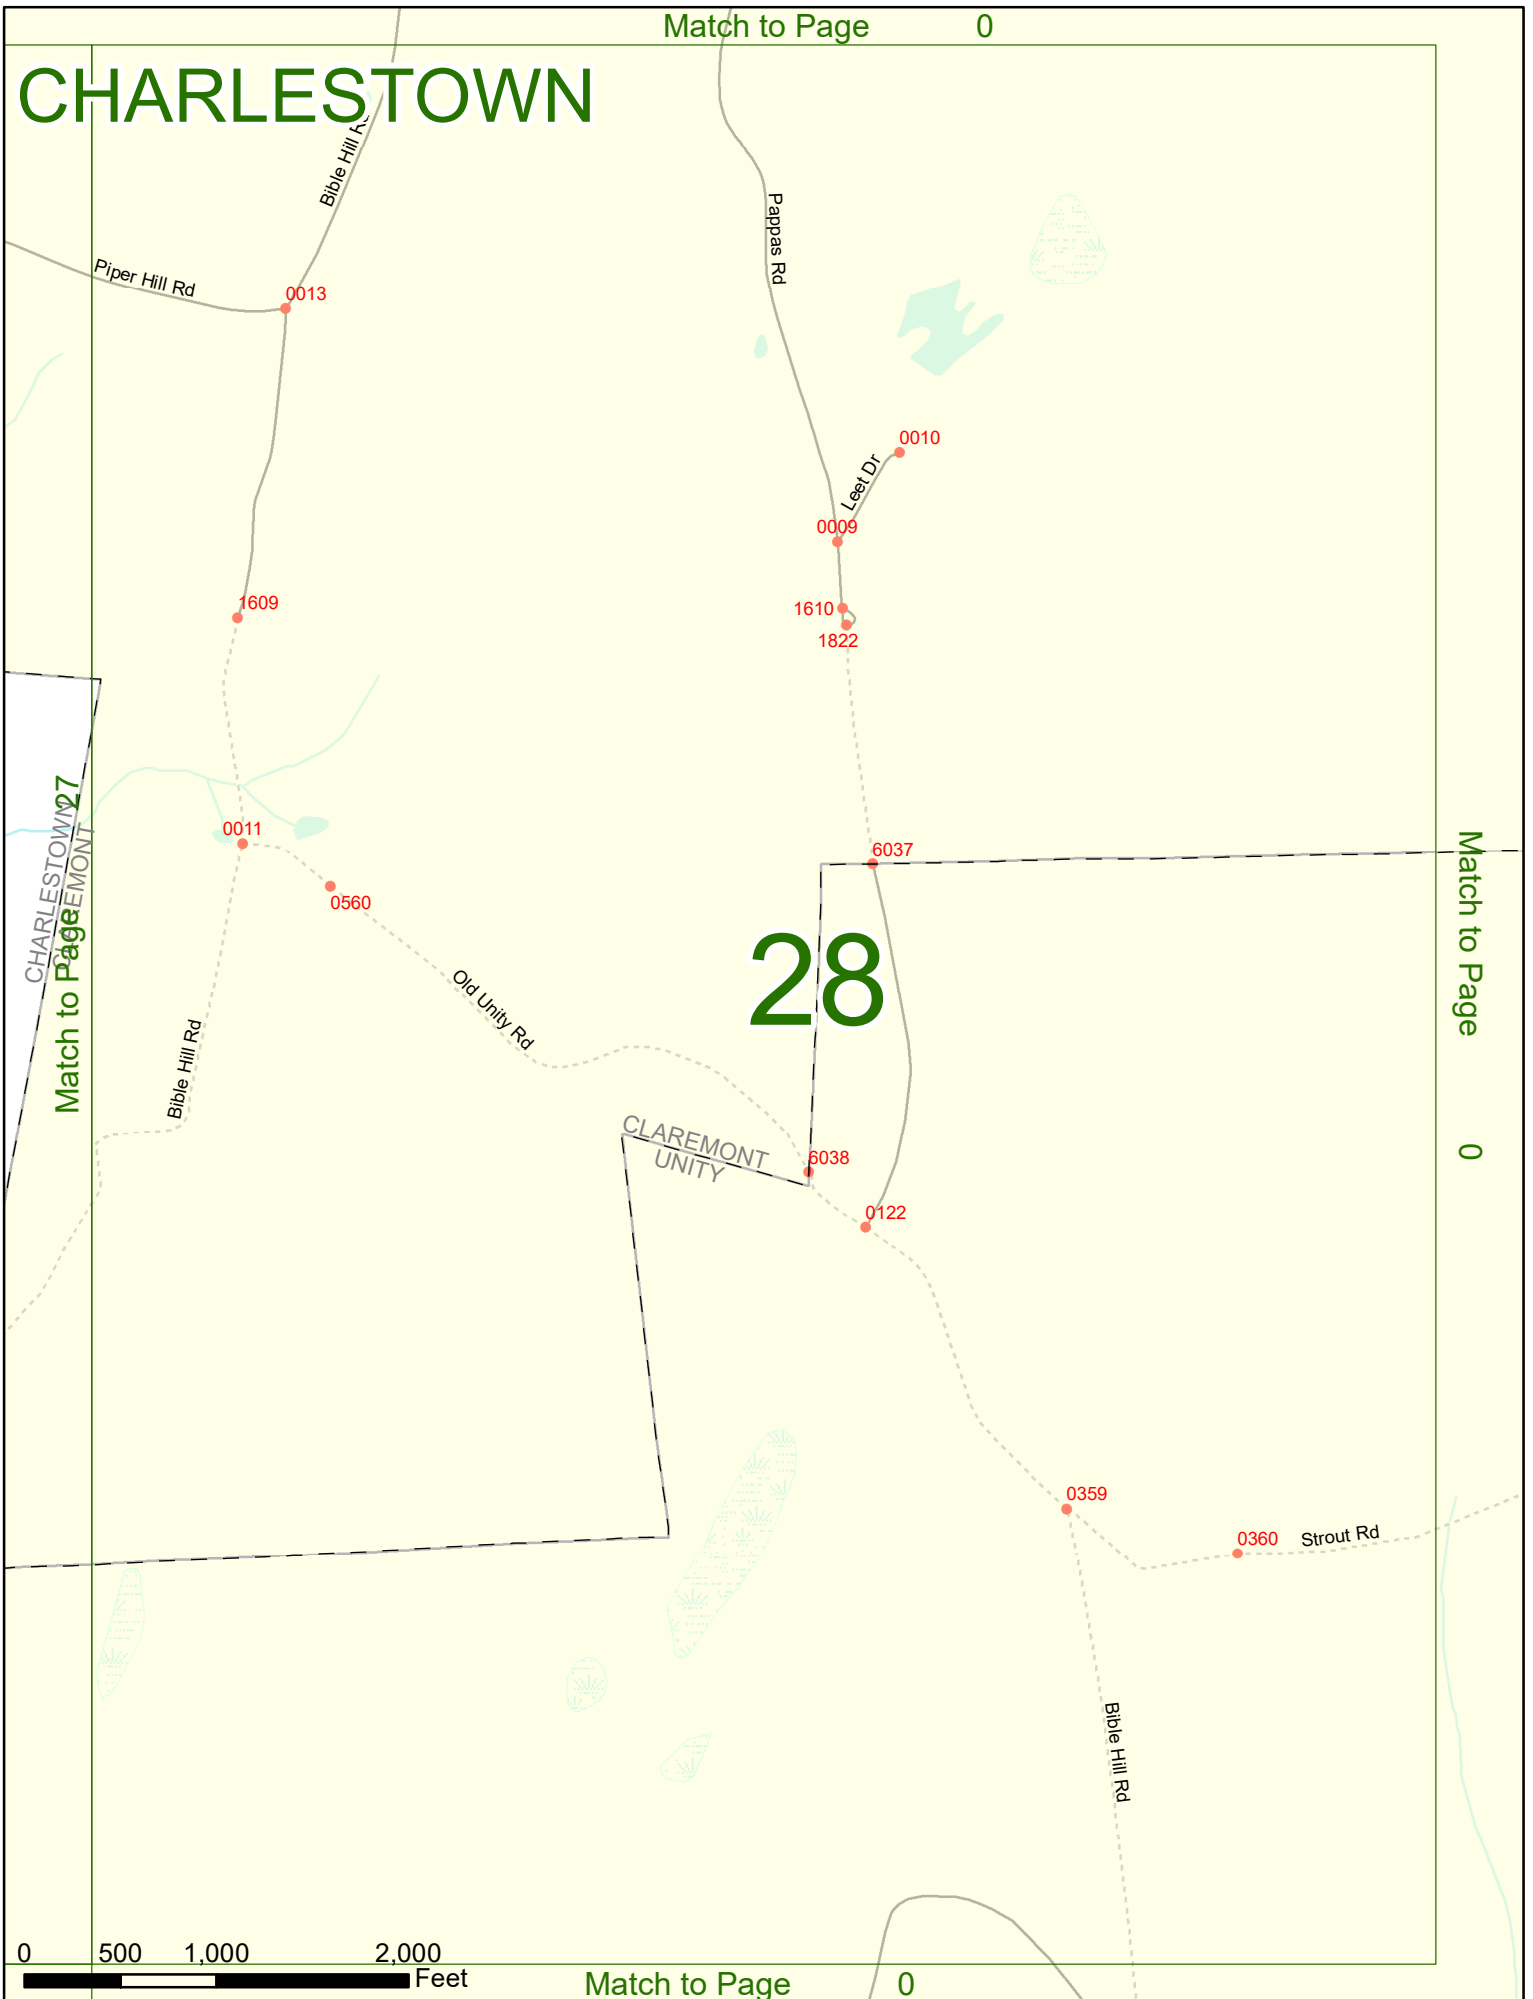 Match to Page 0
CHARLESTOWN
Bible Hill Rd
Pappas Rd
Piper Hill Rd
0013
0010
Leet Dr
0009
1609
1610
1822
Match to Page 27
CHARLESTOWN
CLAREMONT
0011
6037
Match to Page 0
0560
28
Old Unity Rd
Bible Hill Rd
CLAREMONT
UNITY
6038
0122
0359
0360
Strout Rd
Bible Hill Rd
0 500 1,000 2,000
Feet
Match to Page 0